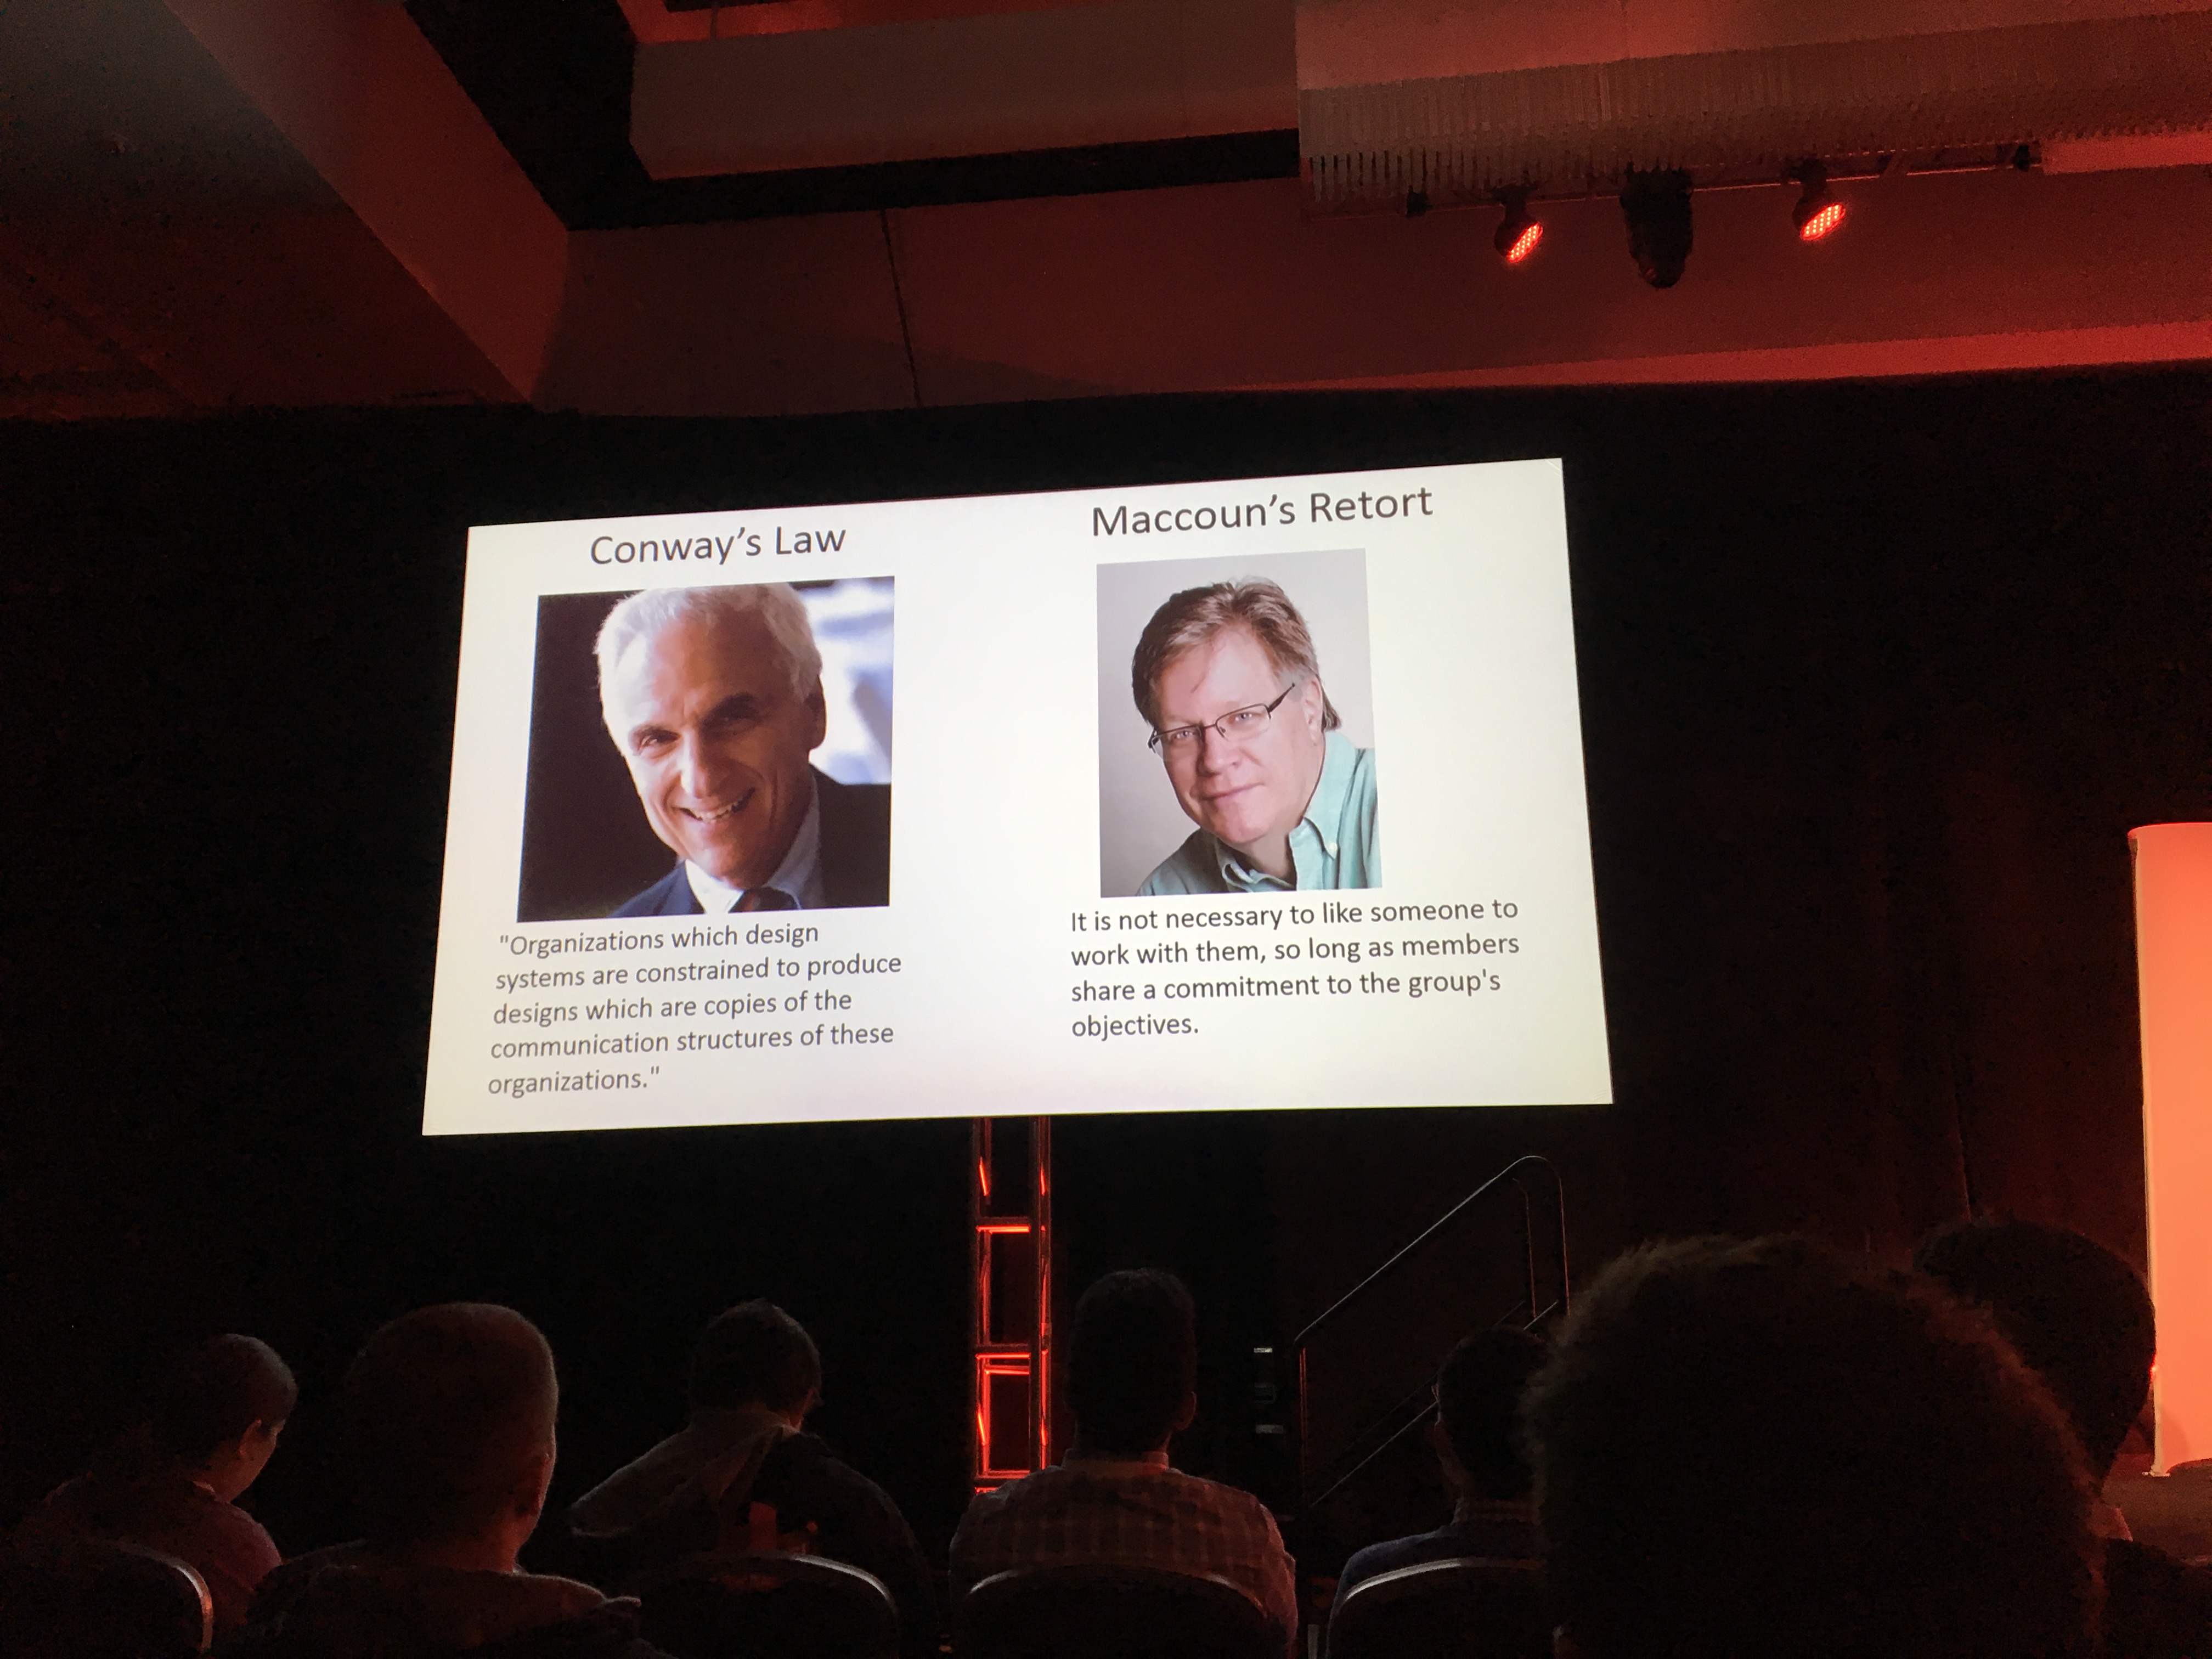 Conway's Law
"Organizations which design
systems are constrained to produce
designs which are copies of the
communication structures of these
organizations."
Maccoun's Retort
It is not necessary to like someone to
work with them, so long as members
share a commitment to the group's
objectives.